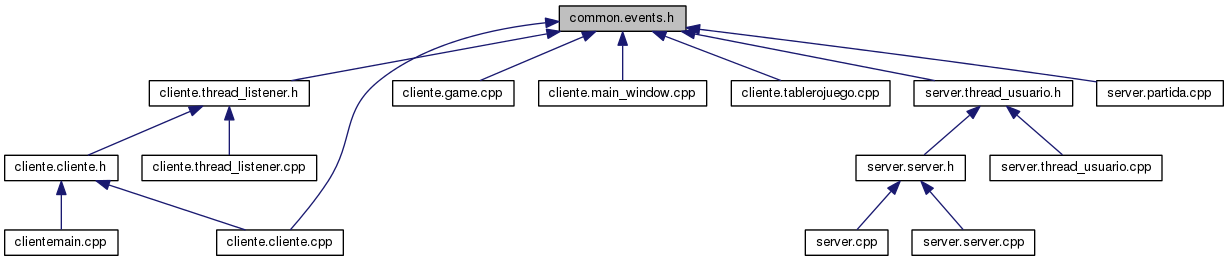 common.events.h
cliente.thread_listener.h
cliente.game.cpp
cliente.main_window.cpp
cliente.tablerojuego.cpp
server.thread_usuario.h
server.partida.cpp
cliente.cliente.h
cliente.thread_listener.cpp
server.server.h
server.thread_usuario.cpp
clientemain.cpp
cliente.cliente.cpp
server.cpp
server.server.cpp